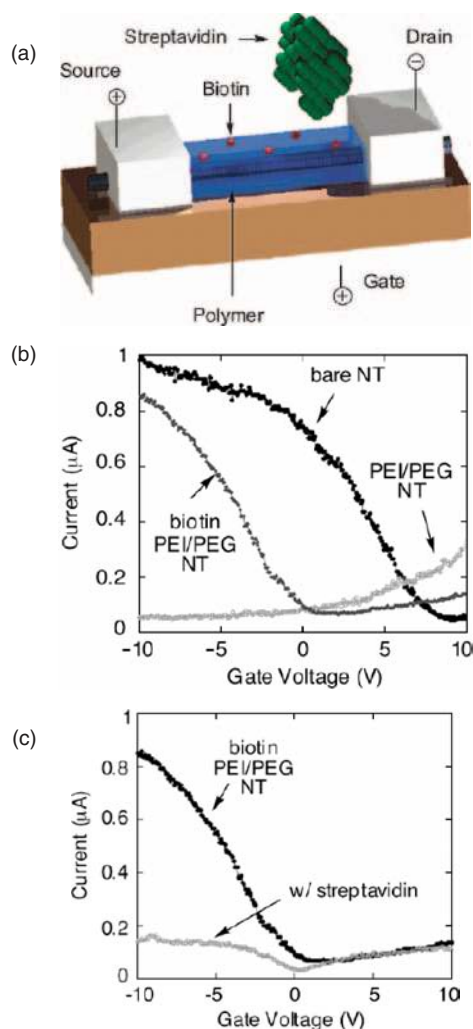 (a)
Streptavidin
Drain
Source
Biotin
Gate
Polymer
(b)
1
0.8
0.6
0.4
0.2
0
Current (μA)
bare NT
PEI/PEG
NT
biotin
PEI/PEG
NT
-10
-5
0
5
10
Gate Voltage (V)
(c)
1
0.8
0.4
0.2
0
Current (μA)
biotin
PEI/PEG
NT
w/ streptavidin
-10
-5
0
5
10
Gate Voltage (V)